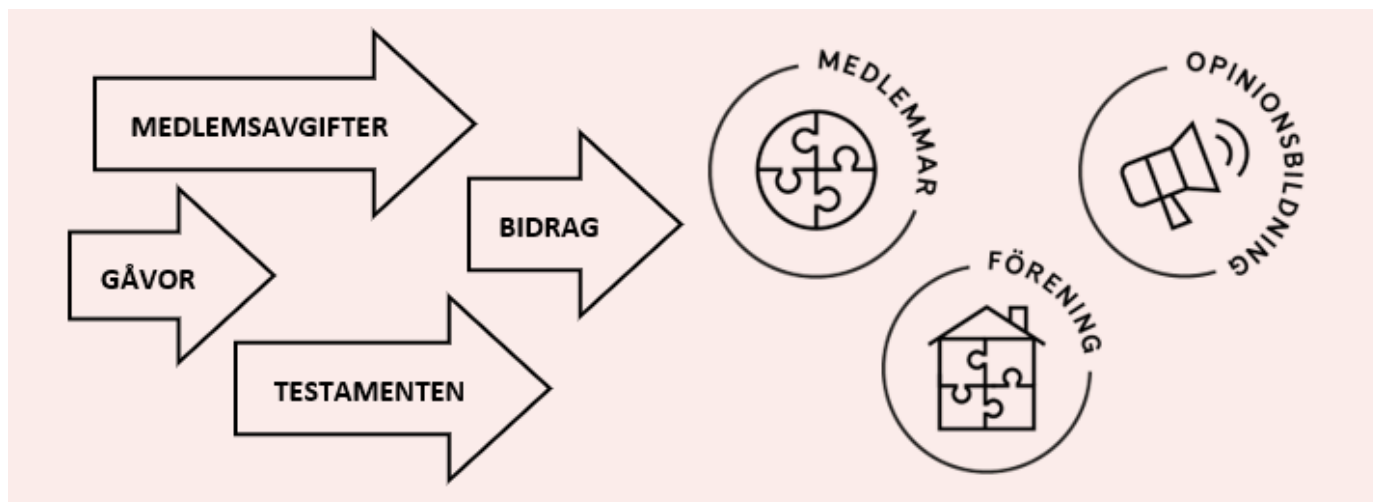 MEDLEMSAVGIFTER
GÅVOR
BIDRAG
TESTAMENTEN
MEDLEMMAR
FÖRENING
OPINIONSBILDNING